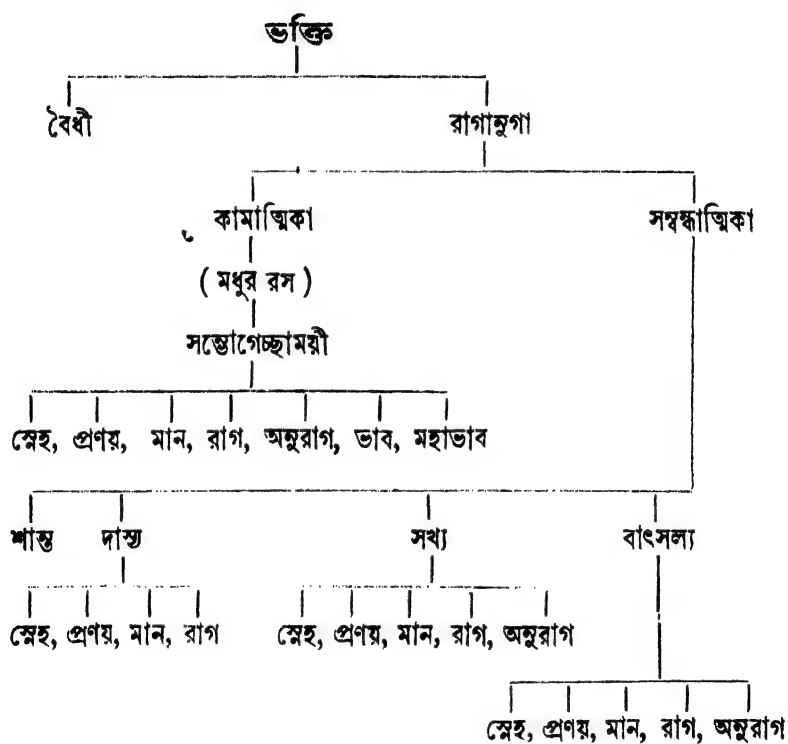 ভক্তি
বৈধী রাগানুগা
কামাত্মিকা সম্বন্ধাত্মিকা
( মধুর রস )
সম্ভোগেচ্ছাময়ী
স্নেহ, প্রণয়, মান, রাগ, অনুরাগ, ভাব, মহাভাব
শান্ত দাস্য সখ্য বাৎসল্য
স্নেহ, প্রণয়, মান, রাগ স্নেহ, প্রণয়, মান, রাগ, অনুরাগ
স্নেহ, প্রণয়, মান, রাগ, অনুরাগ